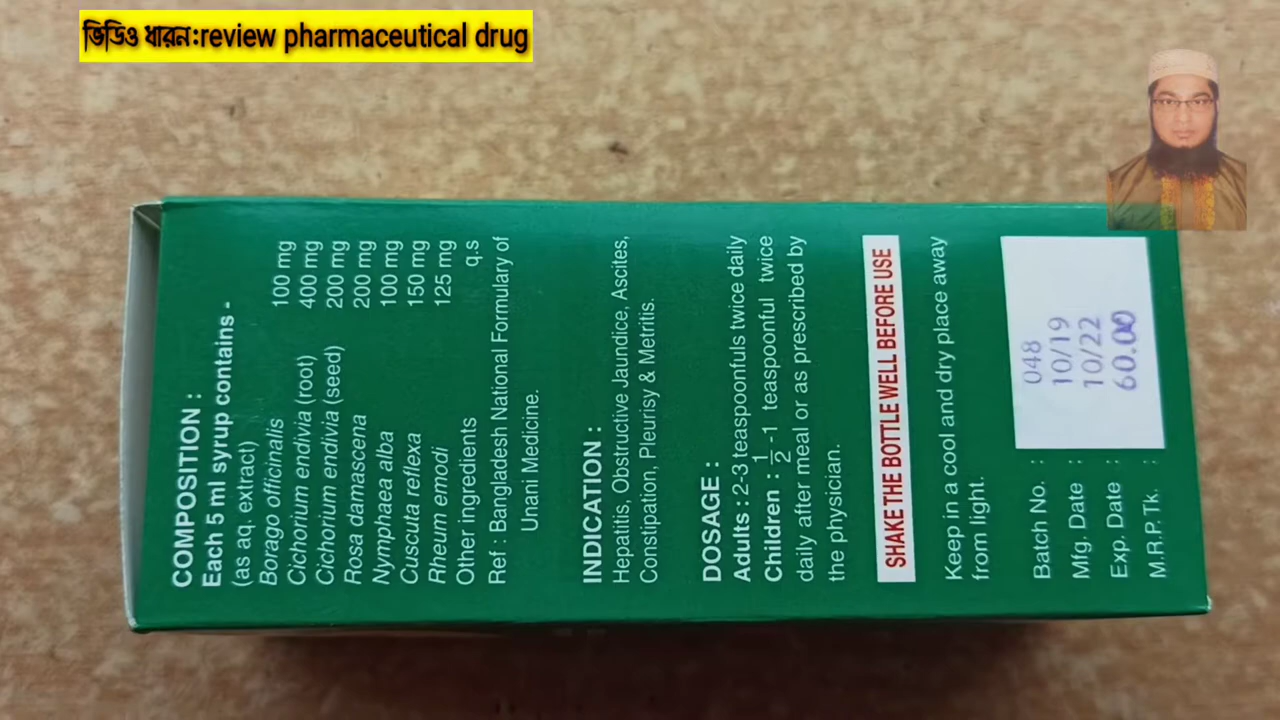 ভিডিও ধারন:review pharmaceutical drug
COMPOSITION :
Each 5 ml syrup contains -
(as aq. extract)
Borago officinalis 100 mg
Cichorium endivia (root) 400 mg
Cichorium endivia (seed) 200 mg
Rosa damascena 200 mg
Nymphaea alba 100 mg
Cuscuta reflexa 150 mg
Rheum emodi 125 mg
Other ingredients q.s
Ref : Bangladesh National Formulary of
Unani Medicine.
INDICATION :
Hepatitis, Obstructive Jaundice, Ascites,
Constipation, Pleurisy & Metritis.
DOSAGE :
Adults : 2-3 teaspoonfuls twice daily
Children : 1/2 -1 teaspoonful twice
daily after meal or as prescribed by
the physician.
SHAKE THE BOTTLE WELL BEFORE USE
Keep in a cool and dry place away
from light.
Batch No. : 048
Mfg. Date : 10/19
Exp. Date : 10/22
M.R.P. Tk. : 60.00